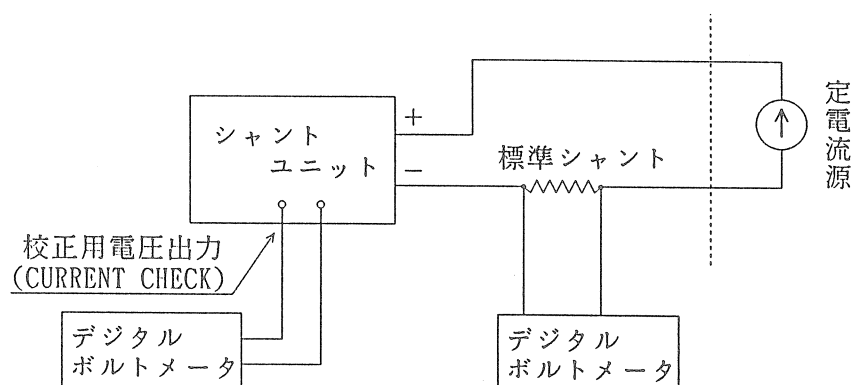 シャント
ユニット
+
−
標準シャント
定電流源
校正用電圧出力
(CURRENT CHECK)
デジタル
ボルトメータ
デジタル
ボルトメータ